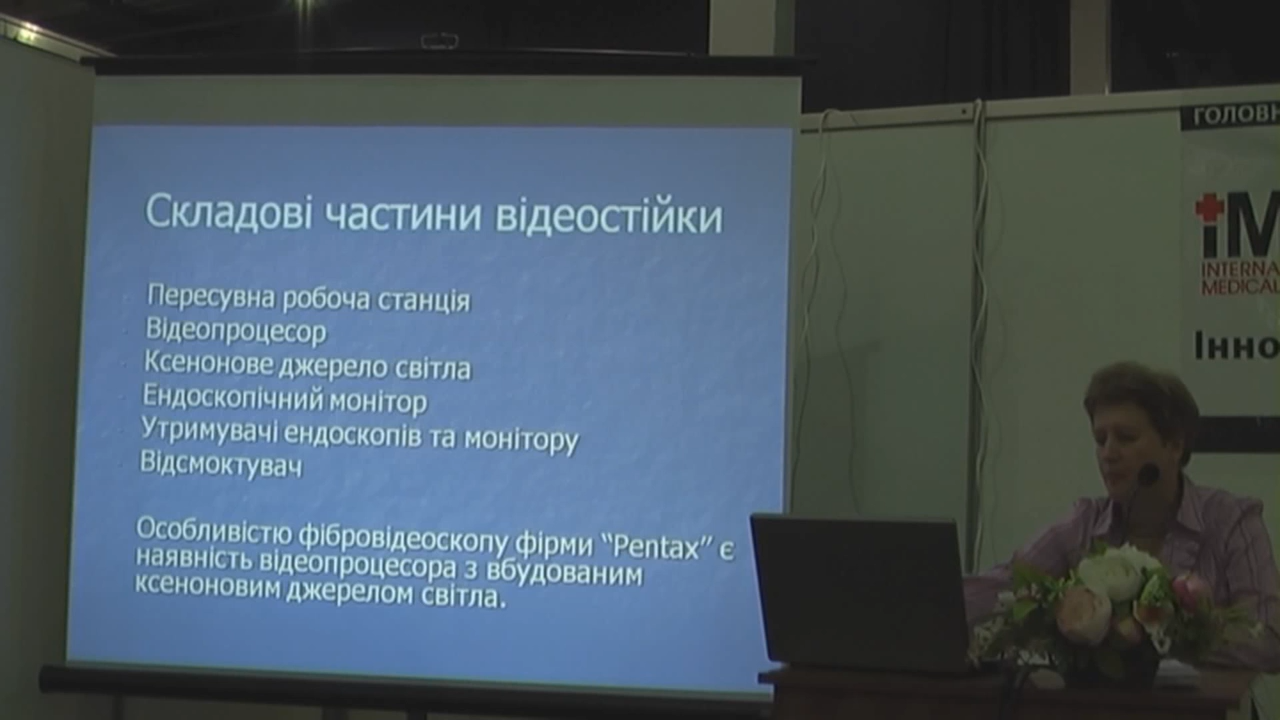 Складові частини відеостійки
Пересувна робоча станція
Відеопроцесор
Ксенонове джерело світла
Ендоскопічний монітор
Утримувачі ендоскопів та монітору
Відсмоктувач
Особливістю фібровідеоскопу фірми “Pentax” є
наявність відеопроцесора з вбудованим
ксеноновим джерелом світла.
ГОЛОВН
iM
INTERNA
MEDICAL
Інно